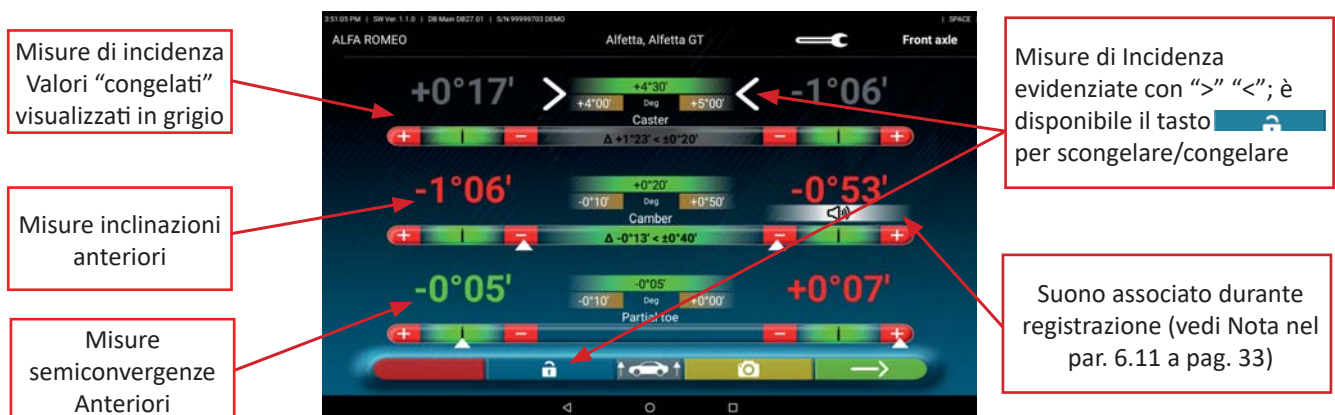 Misure di incidenza
Valori “congelati”
visualizzati in grigio
Misure inclinazioni
anteriori
Misure
semiconvergenze
Anteriori
3:51:05 PM | SW Ver. 1.1.0 | DB Main DB27.01 | S/N 99999703 DEMO | SPACE
ALFA ROMEO Alfetta, Alfetta GT Front axle
+0°17' > +4°30' < -1°06'
+4°00' Deg +5°00'
Caster
+ − Δ +1°23' < ±0°20' − +
-1°06' +0°20' -0°53'
-0°10' Deg +0°50'
Camber
+ − Δ -0°13' < ±0°40' − +
-0°05' -0°05' +0°07'
-0°10' Deg +0°00'
Partial toe
+ − − +
Misure di Incidenza
evidenziate con “>” “<”; è
disponibile il tasto
per scongelare/congelare
Suono associato durante
registrazione (vedi Nota nel
par. 6.11 a pag. 33)